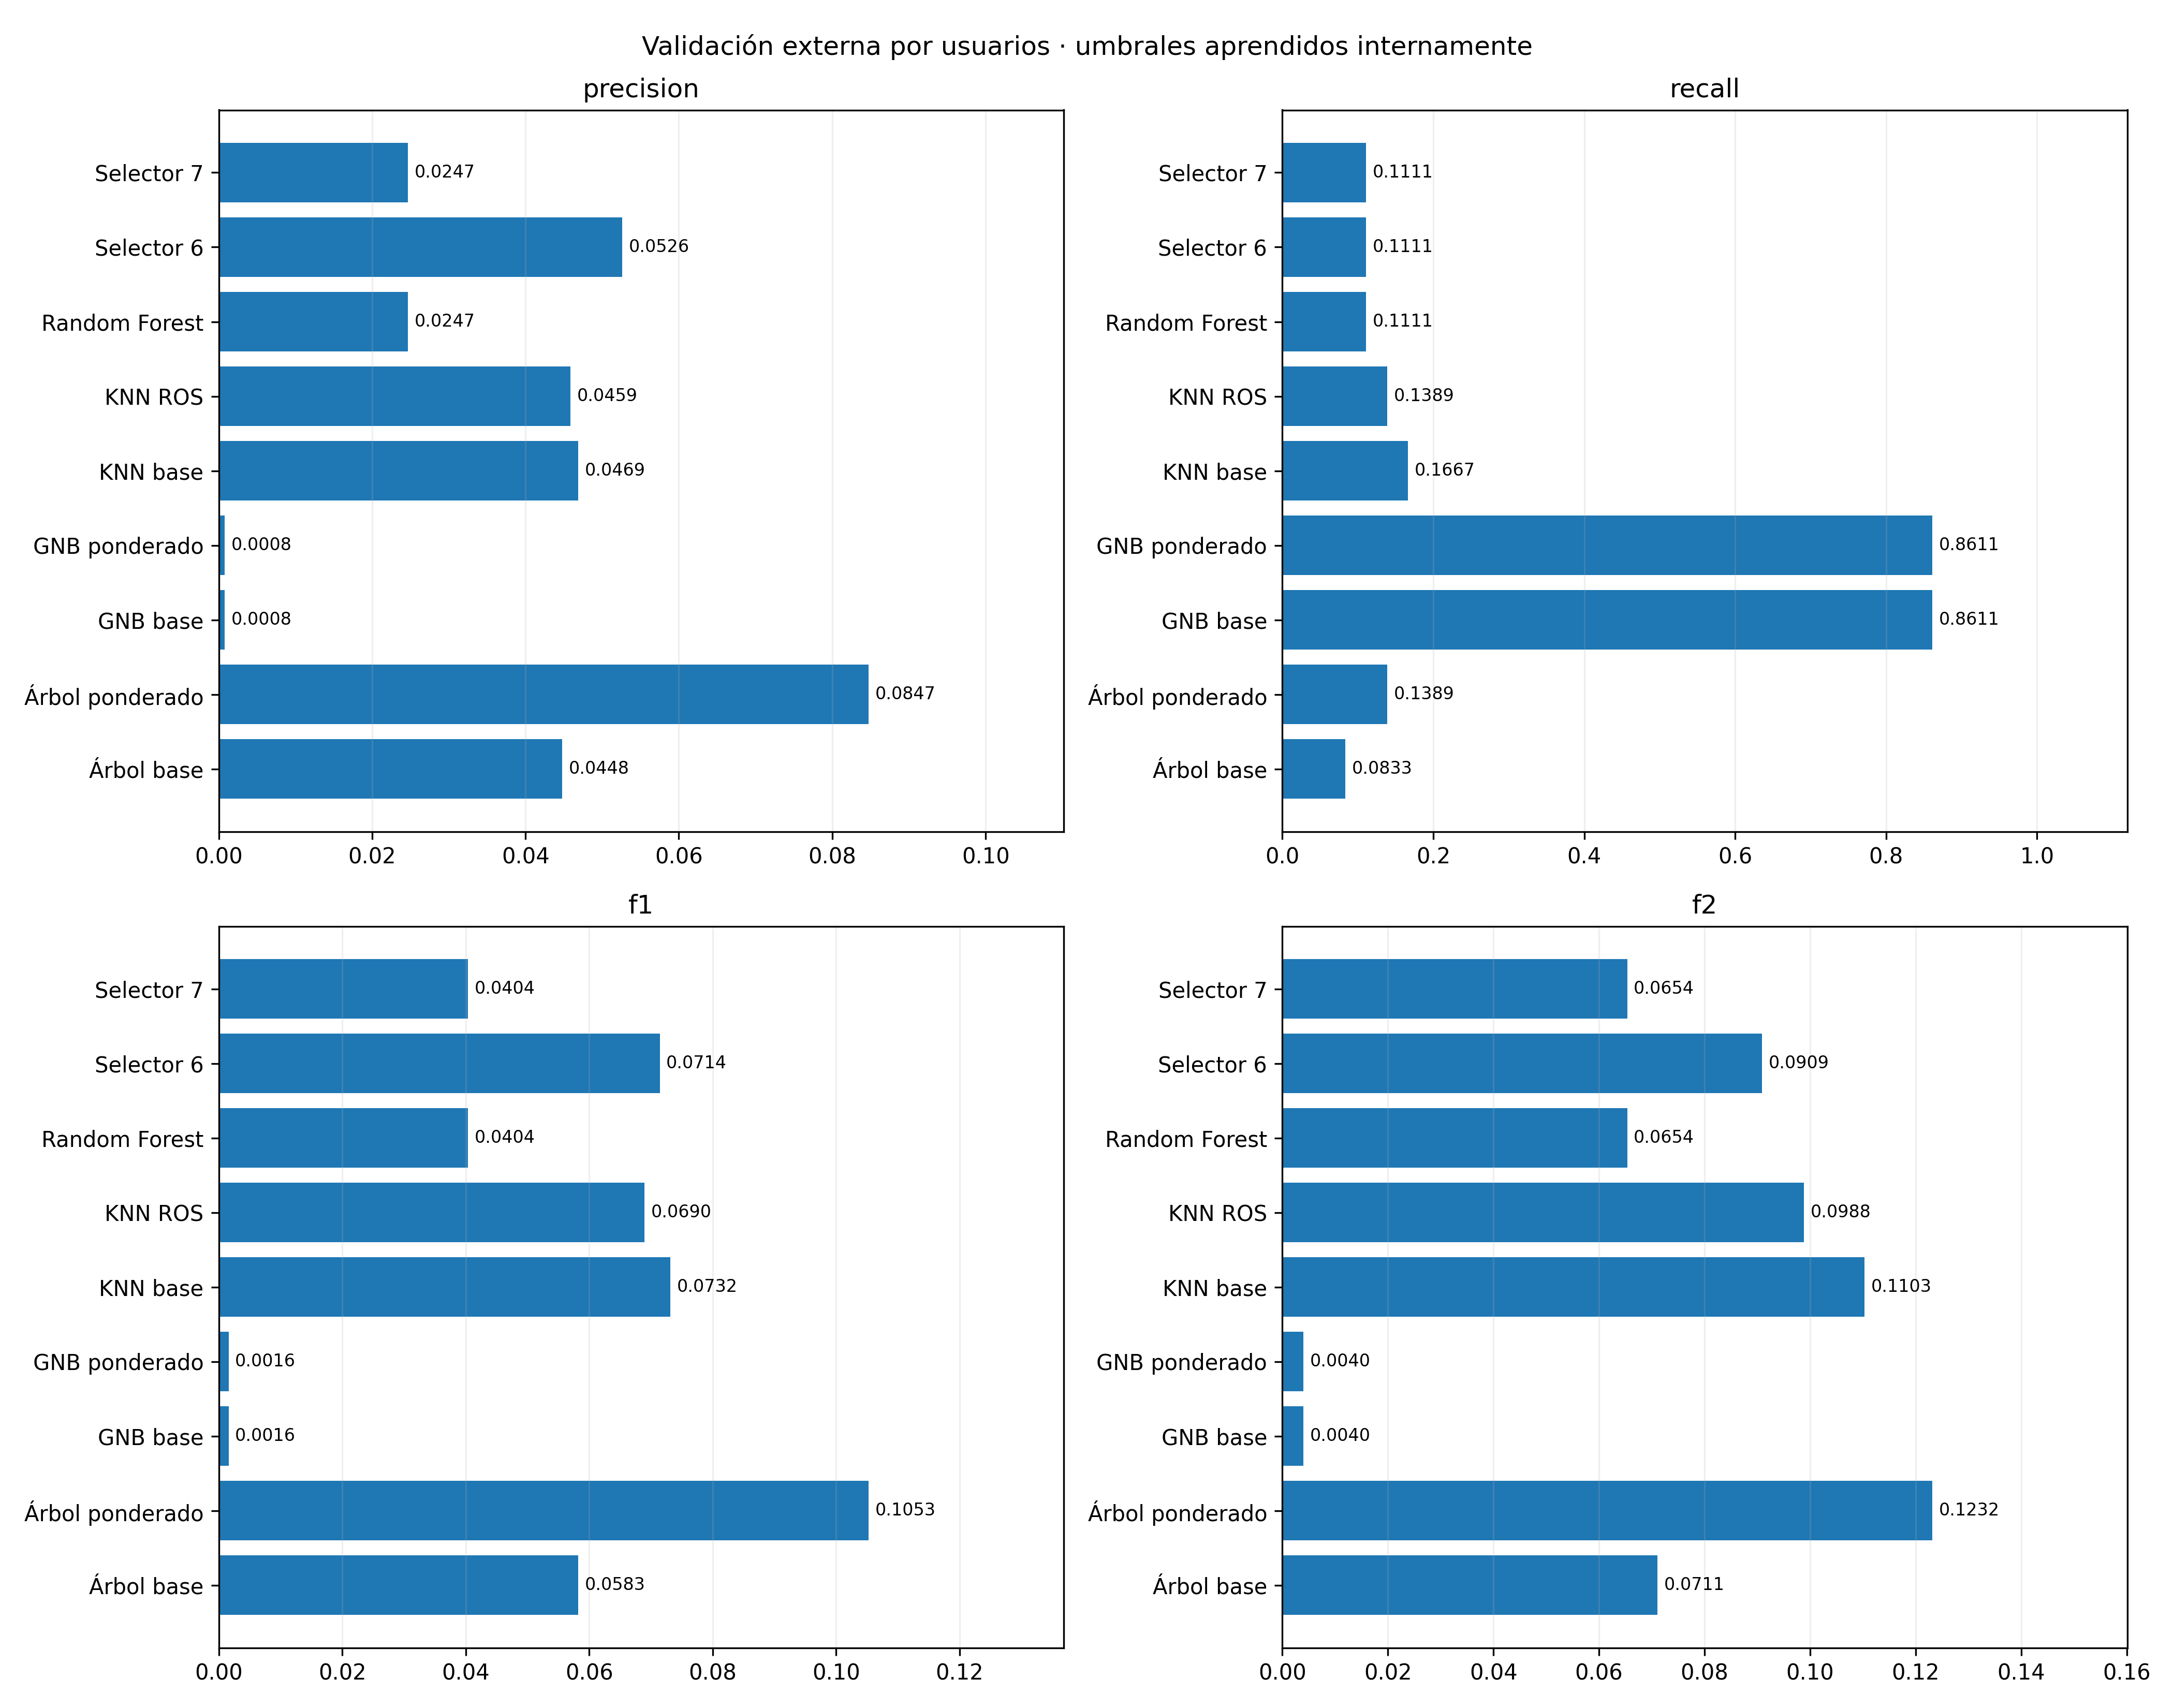 Validación externa por usuarios · umbrales aprendidos internamente
precision
Selector 7
0.0247
Selector 6
0.0526
Random Forest
0.0247
KNN ROS
0.0459
KNN base
0.0469
GNB ponderado
0.0008
GNB base
0.0008
Árbol ponderado
0.0847
Árbol base
0.0448
0.00 0.02 0.04 0.06 0.08 0.10
recall
Selector 7
0.1111
Selector 6
0.1111
Random Forest
0.1111
KNN ROS
0.1389
KNN base
0.1667
GNB ponderado
0.8611
GNB base
0.8611
Árbol ponderado
0.1389
Árbol base
0.0833
0.0 0.2 0.4 0.6 0.8 1.0
f1
Selector 7
0.0404
Selector 6
0.0714
Random Forest
0.0404
KNN ROS
0.0690
KNN base
0.0732
GNB ponderado
0.0016
GNB base
0.0016
Árbol ponderado
0.1053
Árbol base
0.0583
0.00 0.02 0.04 0.06 0.08 0.10 0.12
f2
Selector 7
0.0654
Selector 6
0.0909
Random Forest
0.0654
KNN ROS
0.0988
KNN base
0.1103
GNB ponderado
0.0040
GNB base
0.0040
Árbol ponderado
0.1232
Árbol base
0.0711
0.00 0.02 0.04 0.06 0.08 0.10 0.12 0.14 0.16